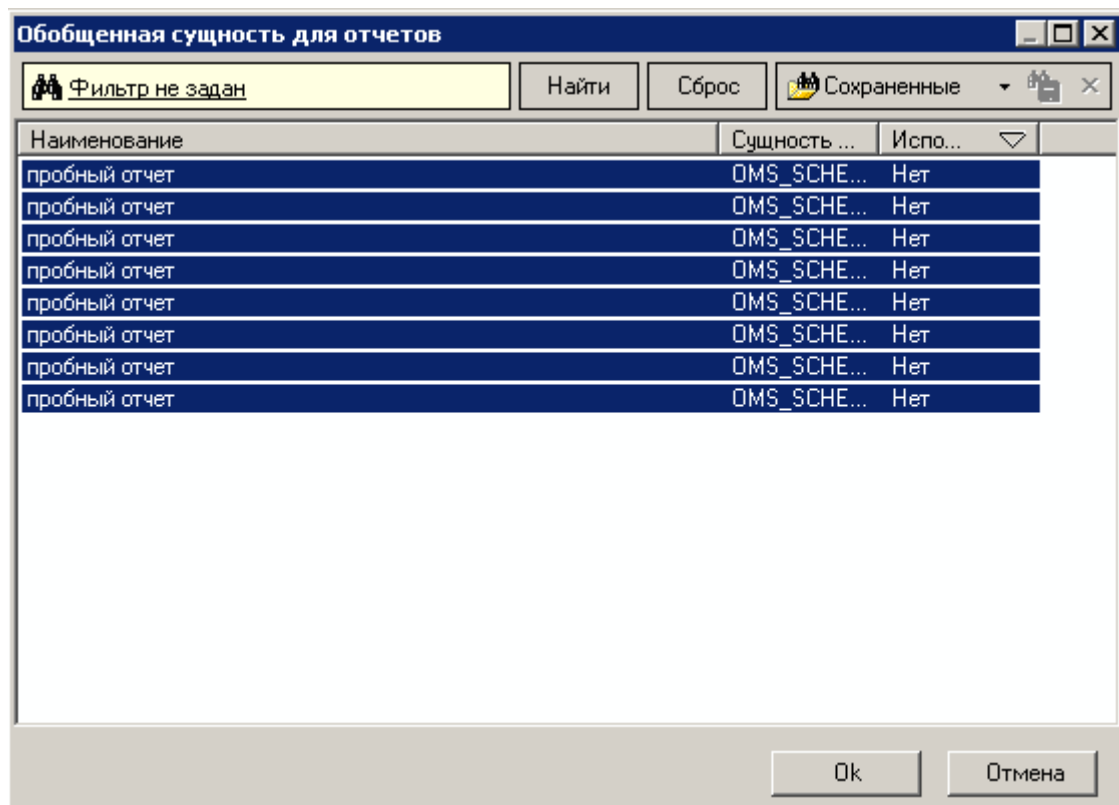 Обобщенная сущность для отчетов
Фильтр не задан Найти Сброс Сохраненные
Наименование Сущность ... Испо...
пробный отчет OMS_SCHE... Нет
пробный отчет OMS_SCHE... Нет
пробный отчет OMS_SCHE... Нет
пробный отчет OMS_SCHE... Нет
пробный отчет OMS_SCHE... Нет
пробный отчет OMS_SCHE... Нет
пробный отчет OMS_SCHE... Нет
пробный отчет OMS_SCHE... Нет
Ok Отмена